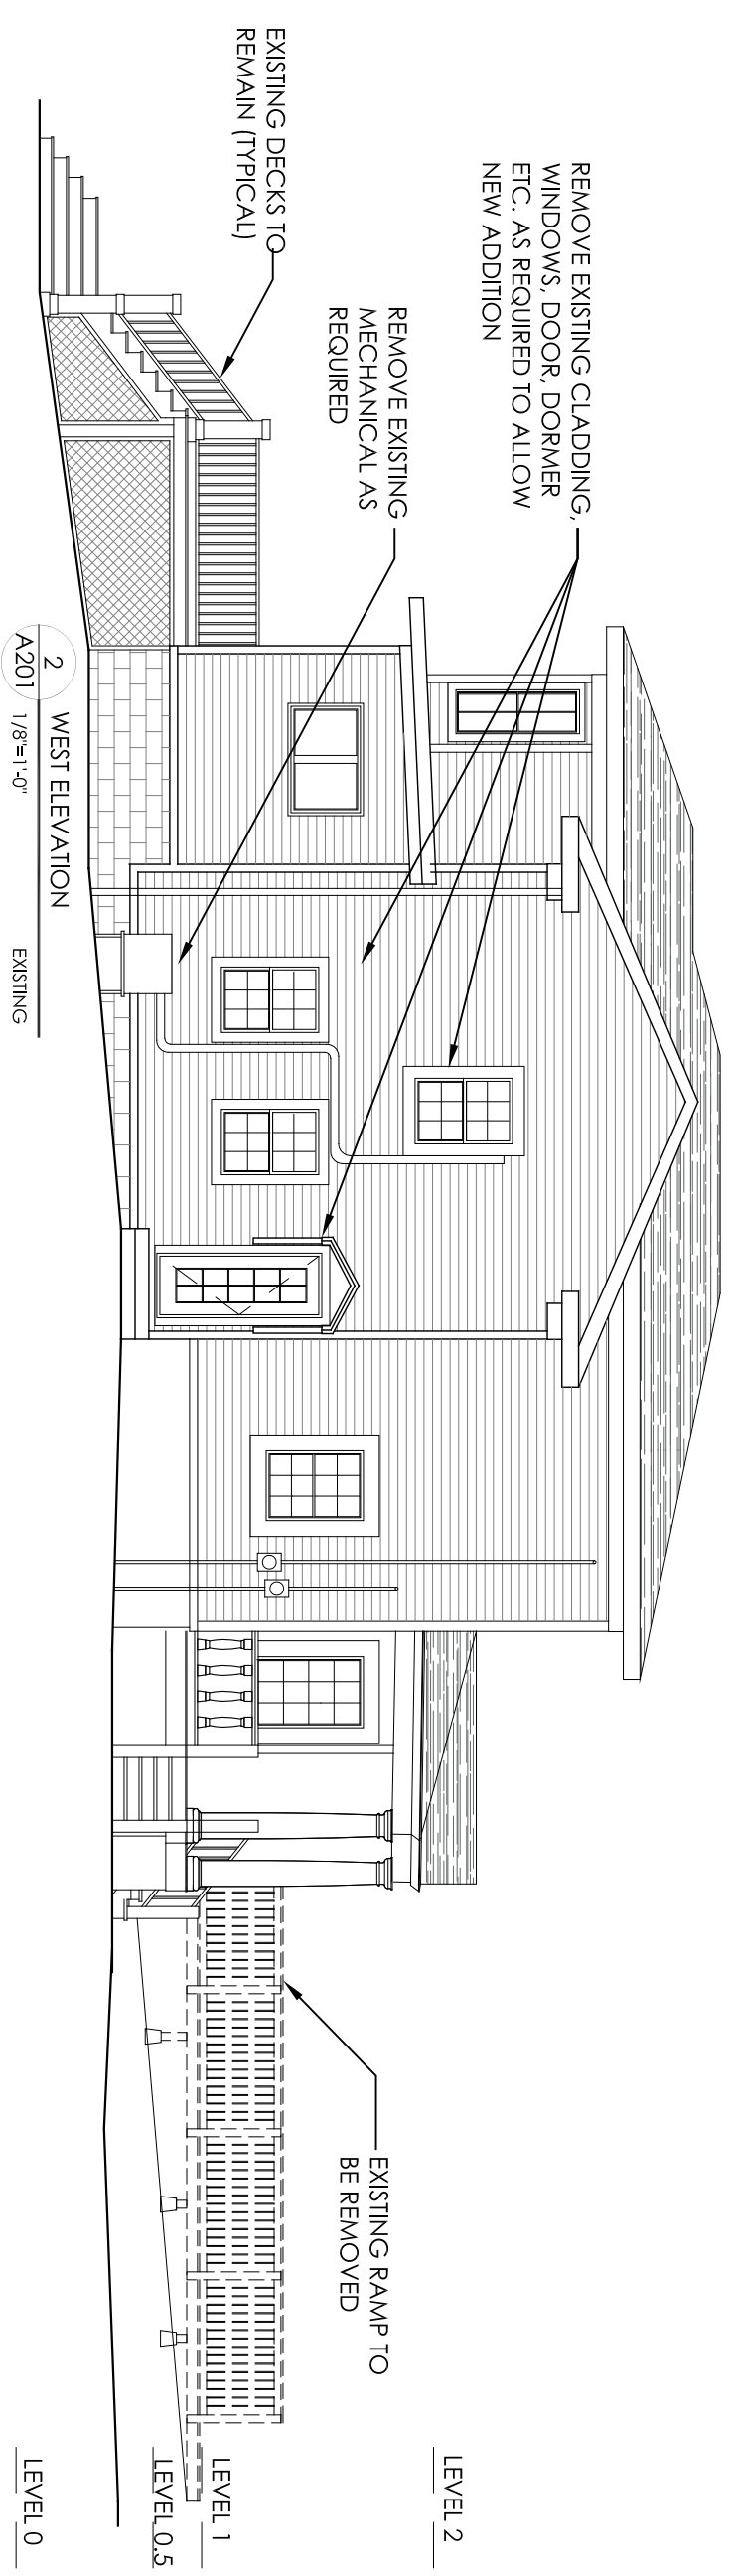 EXISTING DECKS TO
REMAIN (TYPICAL)
REMOVE EXISTING CLADDING,
WINDOWS, DOOR, DORMER
ETC. AS REQUIRED TO ALLOW
NEW ADDITION
REMOVE EXISTING
MECHANICAL AS
REQUIRED
EXISTING RAMP TO
BE REMOVED
LEVEL 2
LEVEL 1
LEVEL 0.5
LEVEL 0
2
A201
WEST ELEVATION
1/8"=1'-0"
EXISTING